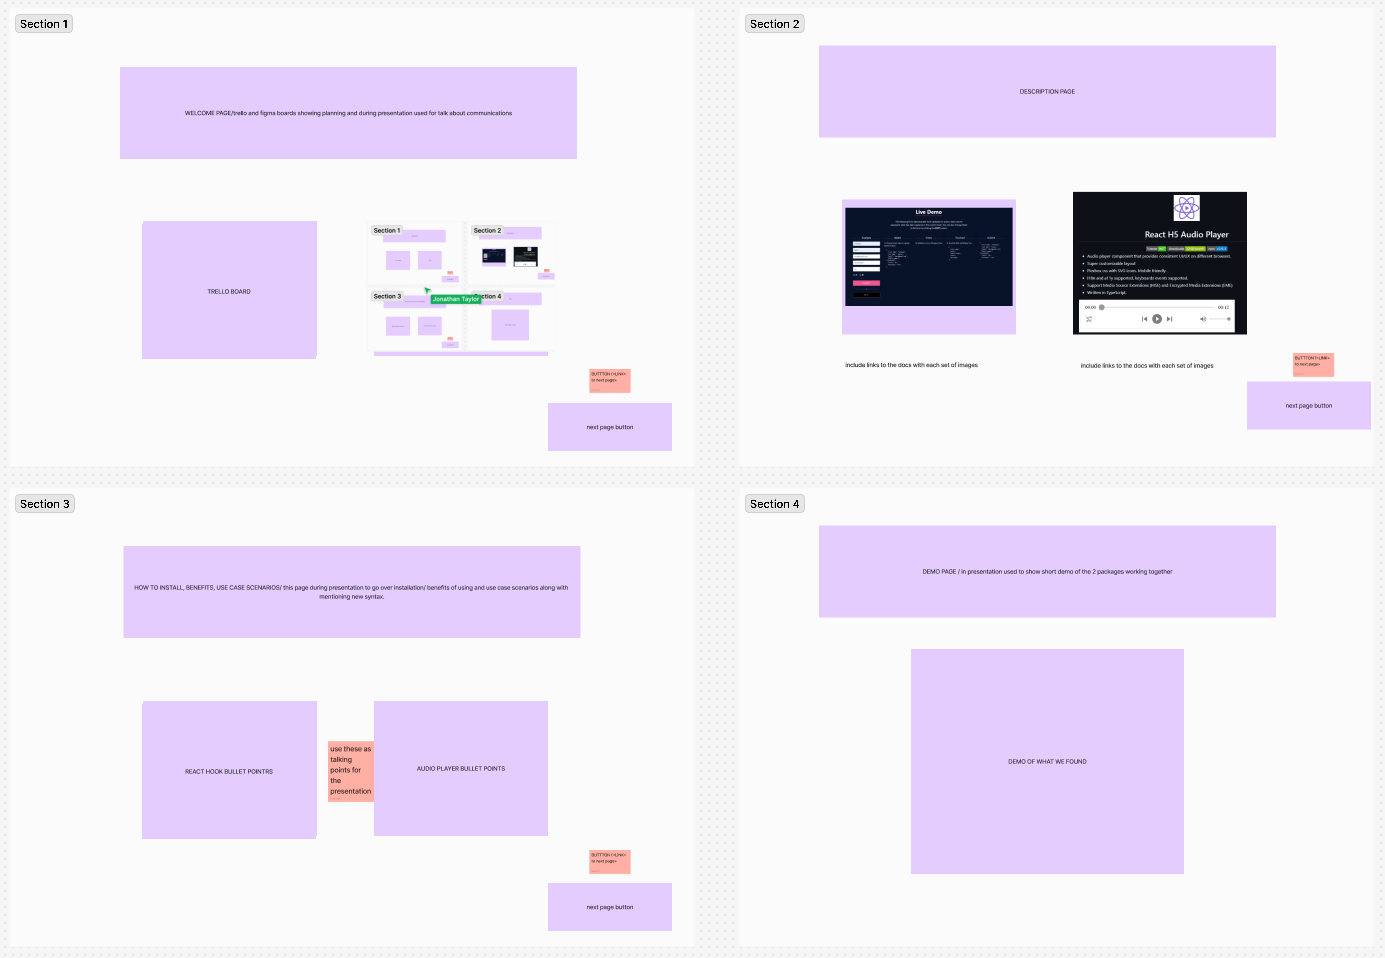 Section 1
WELCOME PAGE/trello and figma boards showing planning and during presentation used for talk about communications
TRELLO BOARD
Section 1
Section 2
Section 3
Jonathan Taylor
4
BUTTTON (<LINK>
to next page>
next page button
Section 2
DESCRIPTION PAGE
Live Demo
React H5 Audio Player
Audio player component that provides consistent UI/UX on different browsers.
Super customizable layout
Flexbox css with SVG icons. Mobile friendly.
I18n and a11y supported, keyboards events supported.
Support Media Source Extensions (MSE) and Encrypted Media Extensions (EME)
Written in TypeScript.
00:00
00:12
include links to the docs with each set of images
include links to the docs with each set of images
BUTTTON (<LINK>
to next page>
next page button
Section 3
HOW TO INSTALL, BENEFITS, USE CASE SCENARIOS/ this page during presentation to go over installation/ benefits of using and use case scenarios along with
mentioning new syntax.
REACT HOOK BULLET POINTRS
use these as
talking
points for
the
presentation
AUDIO PLAYER BULLET POINTS
BUTTTON (<LINK>
to next page>
next page button
Section 4
DEMO PAGE / in presentation used to show short demo of the 2 packages working together
DEMO OF WHAT WE FOUND